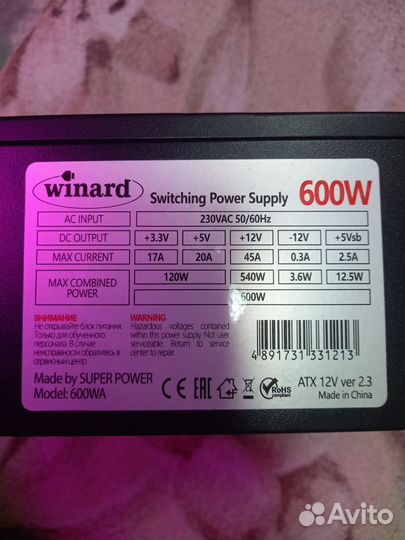 winard Switching Power Supply 600W
AC INPUT 230VAC 50/60Hz
DC OUTPUT +3.3V +5V +12V -12V +5Vsb
MAX CURRENT 17A 20A 45A 0.3A 2.5A
MAX COMBINED POWER 120W 540W 3.6W 12.5W
600W
ВНИМАНИЕ
Не открывайте блок питания.
Только для обученного
персонала. В случае
неисправности обратитесь в
сервисный центр.
WARNING
Hazardous voltages contained
within this power supply. Not user
serviceable. Return to service
center to repair.
4 891731 331213
Made by SUPER POWER
Model: 600WA
CE EAC RoHS
compliant
ATX 12V ver 2.3
Made in China
Avito